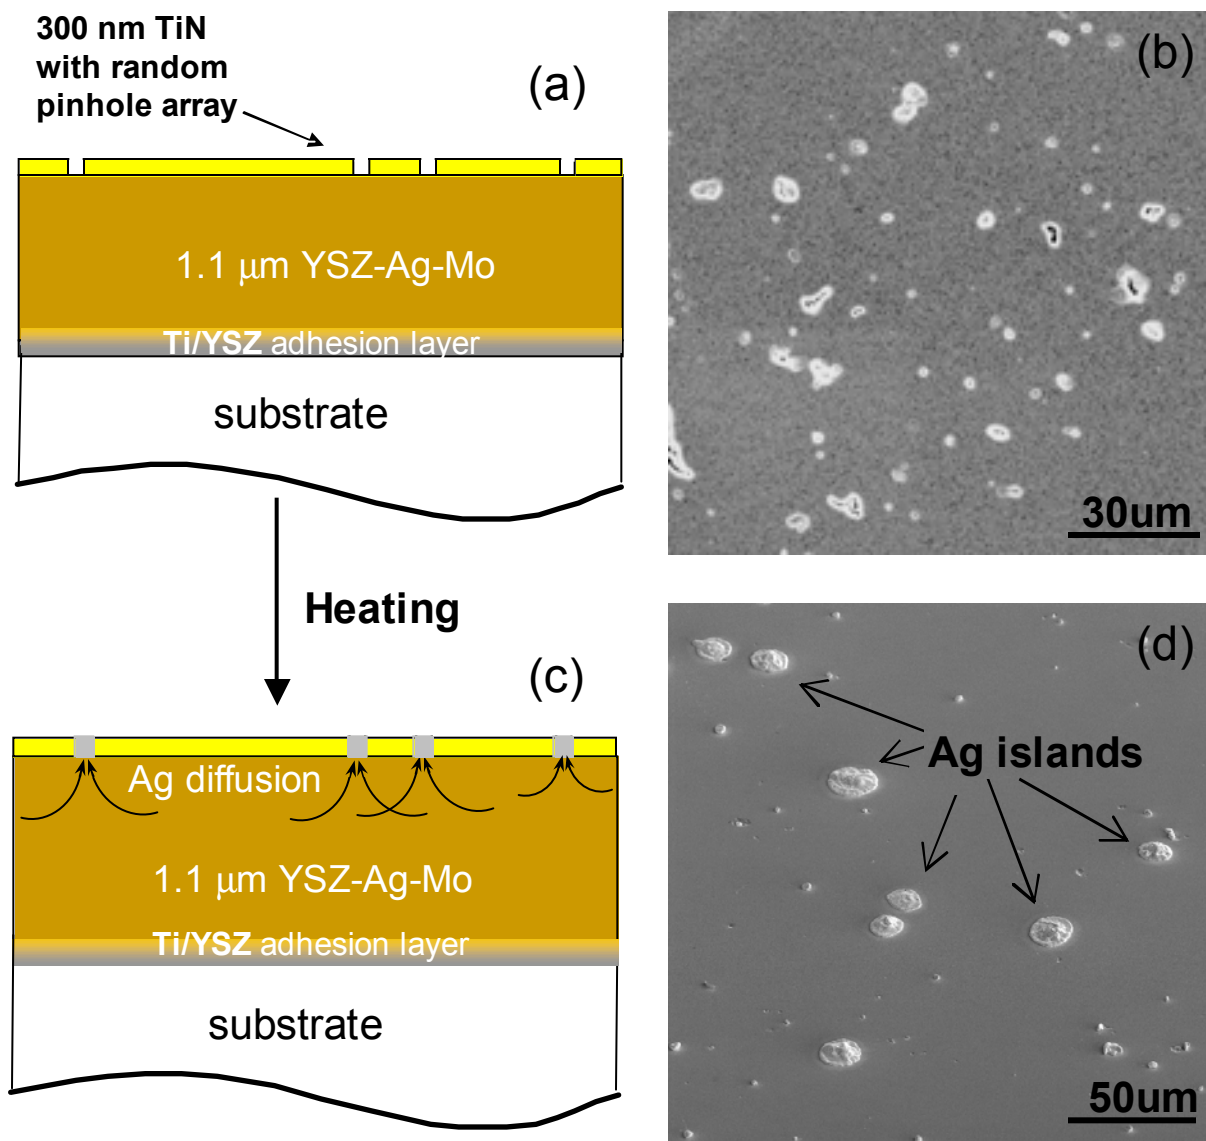 300 nm TiN
with random
pinhole array
(a)
1.1 μm YSZ-Ag-Mo
Ti/YSZ adhesion layer
substrate
(b)
30um
Heating
(c)
Ag diffusion
1.1 μm YSZ-Ag-Mo
Ti/YSZ adhesion layer
substrate
(d)
Ag islands
50um